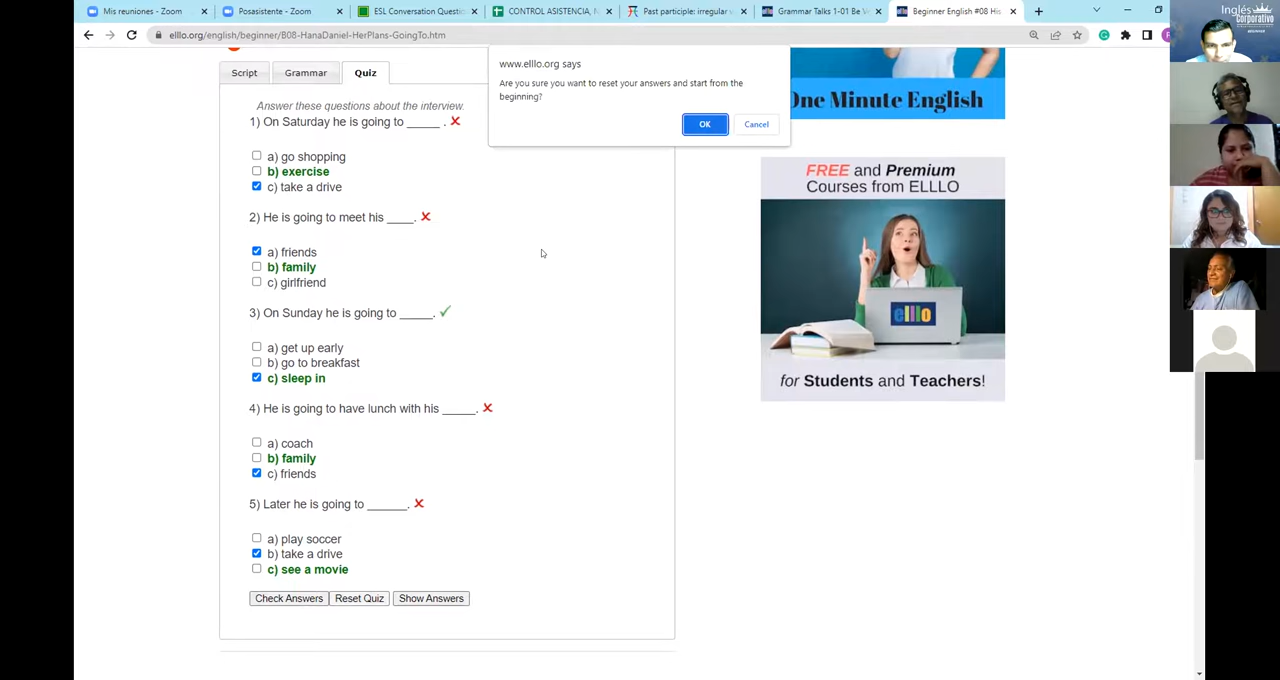 Mis reuniones - Zoom
Posasistente - Zoom
ESL Conversation Questio
CONTROL ASISTENCIA, N
Past participle: irregular v
Grammar Talks 1-01 Be V
Beginner English #08 His
elllo.org/english/beginner/B08-HanaDaniel-HerPlans-GoingTo.htm
Inglés
Corporativo
www.elllo.org says
Are you sure you want to reset your answers and start from the
beginning?
OK
Cancel
Script
Grammar
Quiz
Answer these questions about the interview.
1) On Saturday he is going to _____ .
a) go shopping
b) exercise
c) take a drive
2) He is going to meet his ____.
a) friends
b) family
c) girlfriend
3) On Sunday he is going to _____.
a) get up early
b) go to breakfast
c) sleep in
4) He is going to have lunch with his _____.
a) coach
b) family
c) friends
5) Later he is going to ______.
a) play soccer
b) take a drive
c) see a movie
Check Answers
Reset Quiz
Show Answers
One Minute English
FREE and Premium
Courses from ELLLO
elllo
for Students and Teachers!